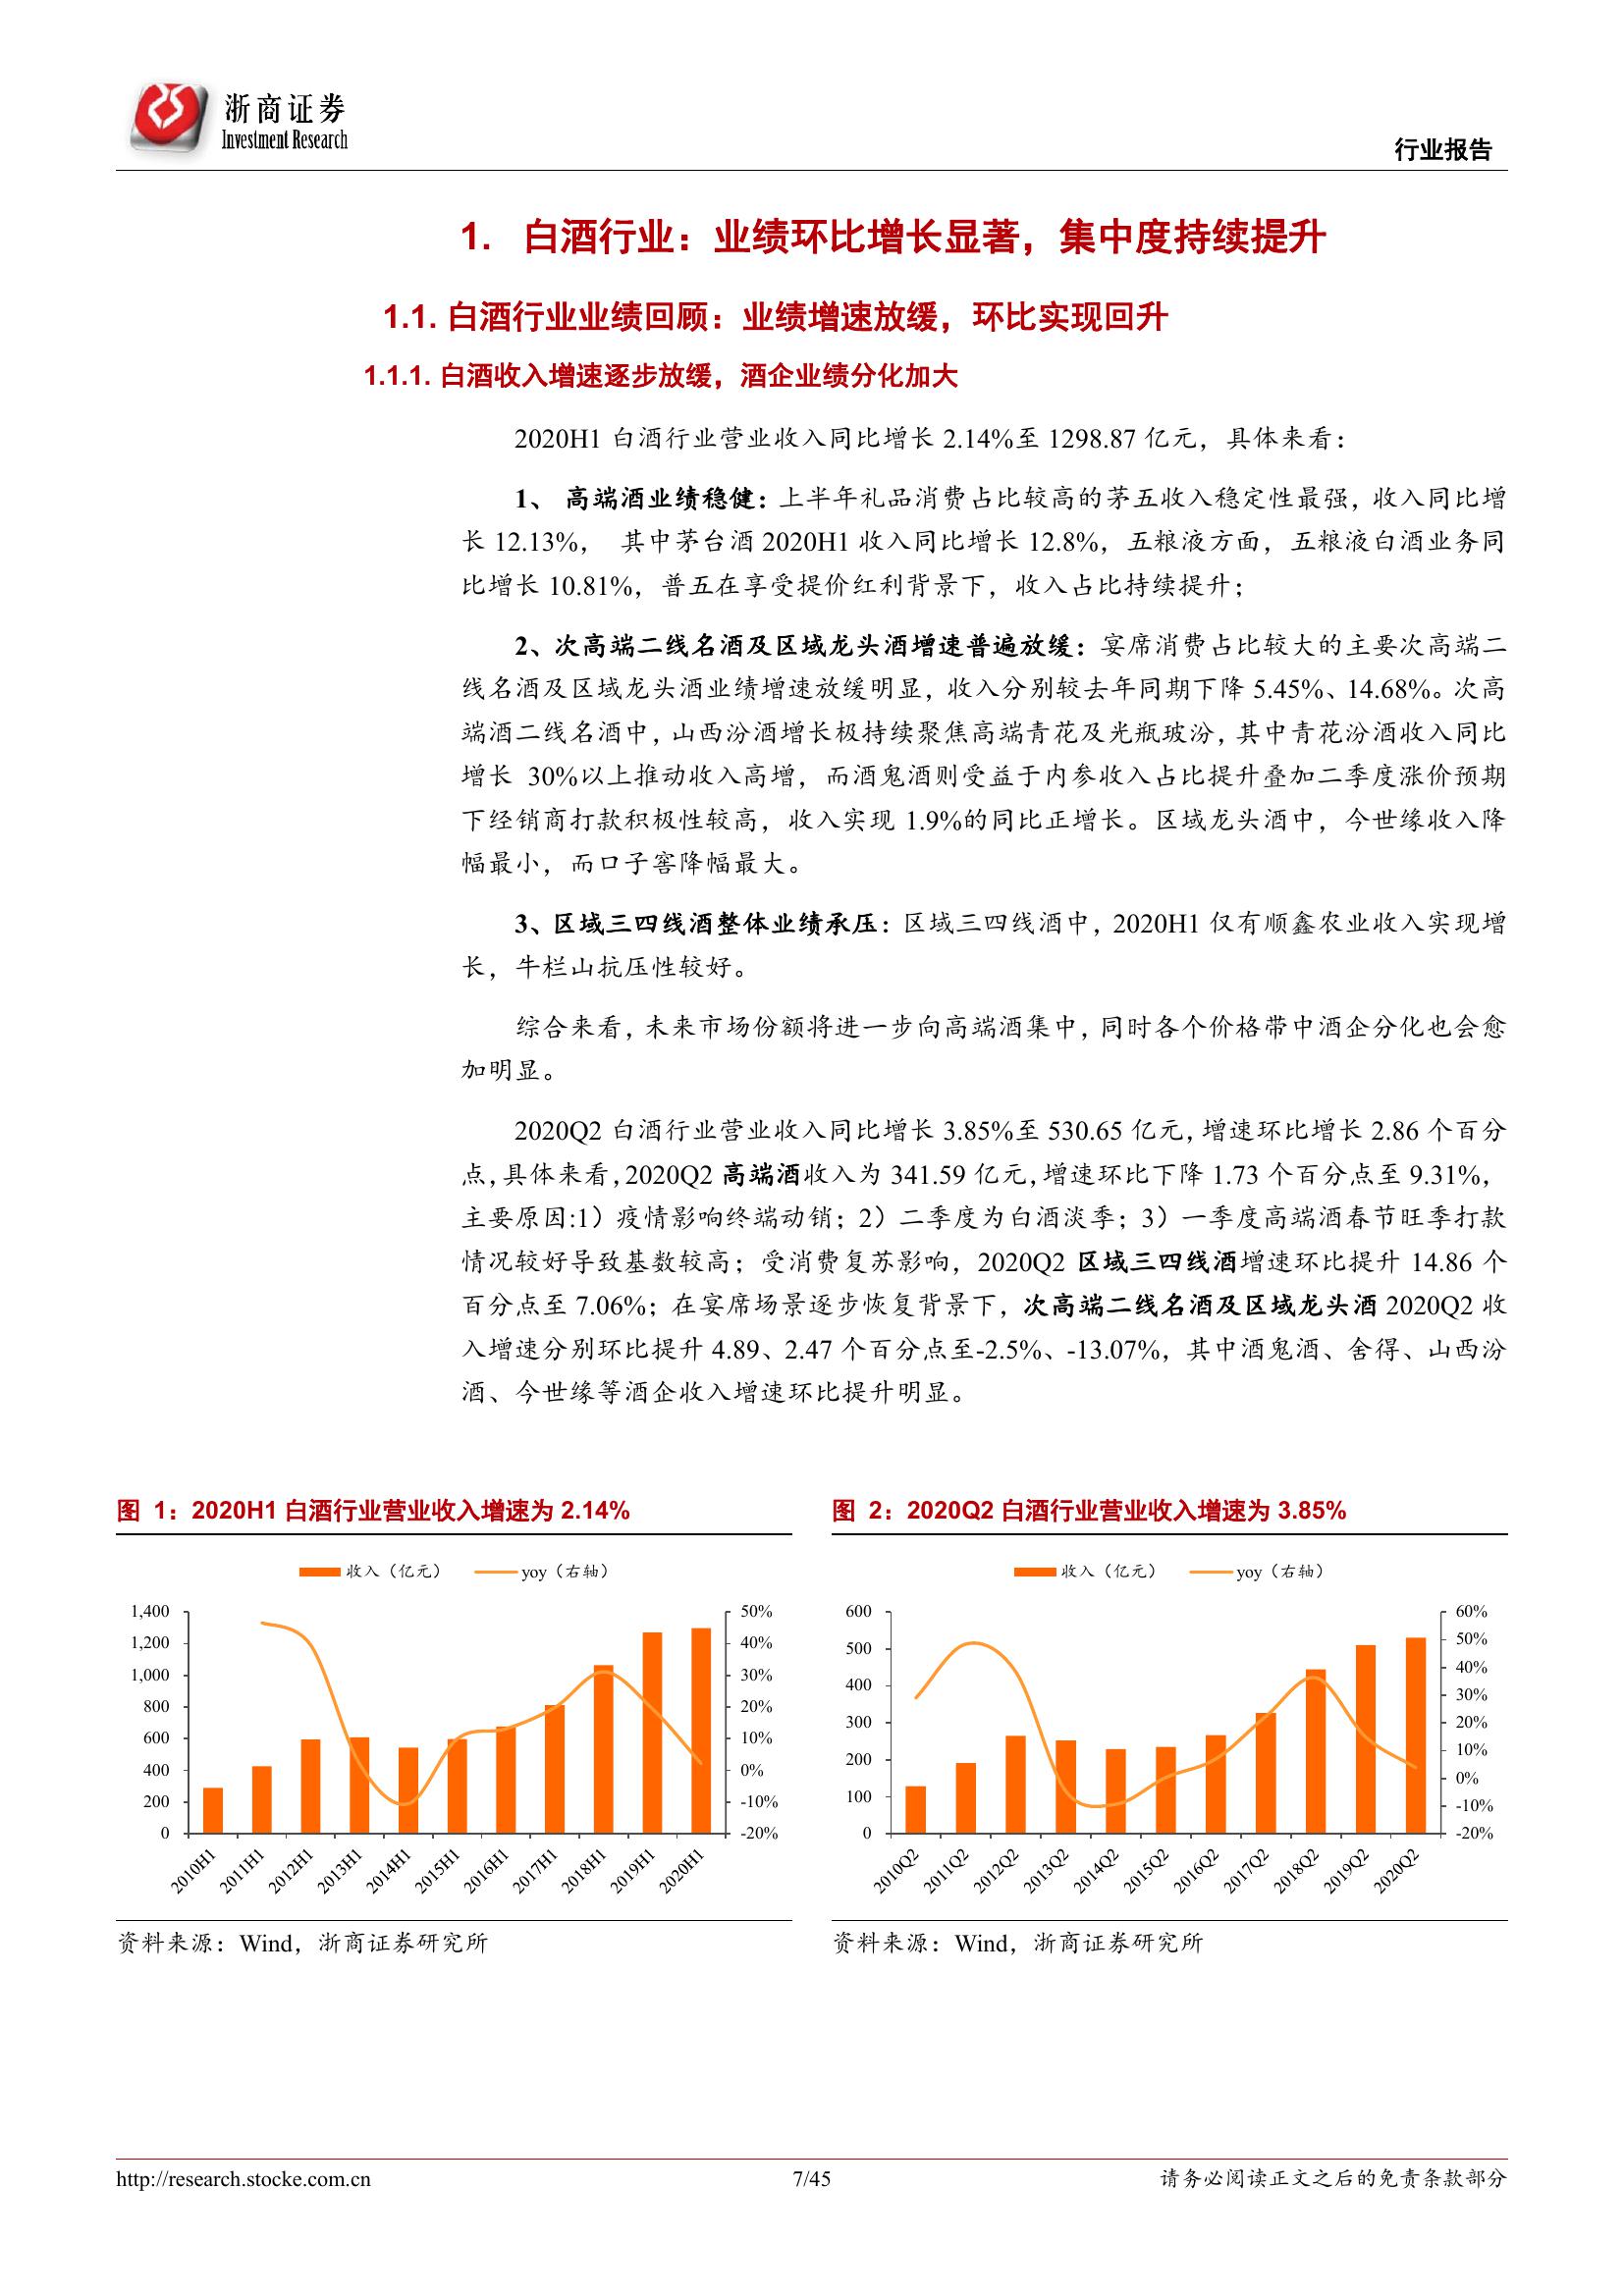 浙商证券
Investment Research
行业报告
1. 白酒行业：业绩环比增长显著，集中度持续提升
1.1. 白酒行业业绩回顾：业绩增速放缓，环比实现回升
1.1.1. 白酒收入增速逐步放缓，酒企业绩分化加大
2020H1 白酒行业营业收入同比增长 2.14%至 1298.87 亿元，具体来看：
1、 高端酒业绩稳健：上半年礼品消费占比较高的茅五收入稳定性最强，收入同比增
长 12.13%， 其中茅台酒 2020H1 收入同比增长 12.8%，五粮液方面，五粮液白酒业务同
比增长 10.81%，普五在享受提价红利背景下，收入占比持续提升；
2、次高端二线名酒及区域龙头酒增速普遍放缓：宴席消费占比较大的主要次高端二
线名酒及区域龙头酒业绩增速放缓明显，收入分别较去年同期下降 5.45%、14.68%。次高
端酒二线名酒中，山西汾酒增长极持续聚焦高端青花及光瓶玻汾，其中青花汾酒收入同比
增长 30%以上推动收入高增，而酒鬼酒则受益于内参收入占比提升叠加二季度涨价预期
下经销商打款积极性较高，收入实现 1.9%的同比正增长。区域龙头酒中，今世缘收入降
幅最小，而口子窖降幅最大。
3、区域三四线酒整体业绩承压：区域三四线酒中，2020H1 仅有顺鑫农业收入实现增
长，牛栏山抗压性较好。
综合来看，未来市场份额将进一步向高端酒集中，同时各个价格带中酒企分化也会愈
加明显。
2020Q2 白酒行业营业收入同比增长 3.85%至 530.65 亿元，增速环比增长 2.86 个百分
点，具体来看，2020Q2 高端酒收入为 341.59 亿元，增速环比下降 1.73 个百分点至 9.31%，
主要原因:1）疫情影响终端动销；2）二季度为白酒淡季；3）一季度高端酒春节旺季打款
情况较好导致基数较高；受消费复苏影响，2020Q2 区域三四线酒增速环比提升 14.86 个
百分点至 7.06%；在宴席场景逐步恢复背景下，次高端二线名酒及区域龙头酒 2020Q2 收
入增速分别环比提升 4.89、2.47 个百分点至-2.5%、-13.07%，其中酒鬼酒、舍得、山西汾
酒、今世缘等酒企收入增速环比提升明显。
图 1：2020H1 白酒行业营业收入增速为 2.14%
收入（亿元） yoy（右轴）
1,400 50%
1,200 40%
1,000 30%
800 20%
600 10%
400 0%
200 -10%
0 -20%
2010H1 2011H1 2012H1 2013H1 2014H1 2015H1 2016H1 2017H1 2018H1 2019H1 2020H1
资料来源：Wind，浙商证券研究所
图 2：2020Q2 白酒行业营业收入增速为 3.85%
收入（亿元） yoy（右轴）
600 60%
500 50%
400 40%
300 30%
200 20%
100 10%
0 0%
-10%
-20%
2010Q2 2011Q2 2012Q2 2013Q2 2014Q2 2015Q2 2016Q2 2017Q2 2018Q2 2019Q2 2020Q2
资料来源：Wind，浙商证券研究所
http://research.stocke.com.cn 7/45 请务必阅读正文之后的免责条款部分